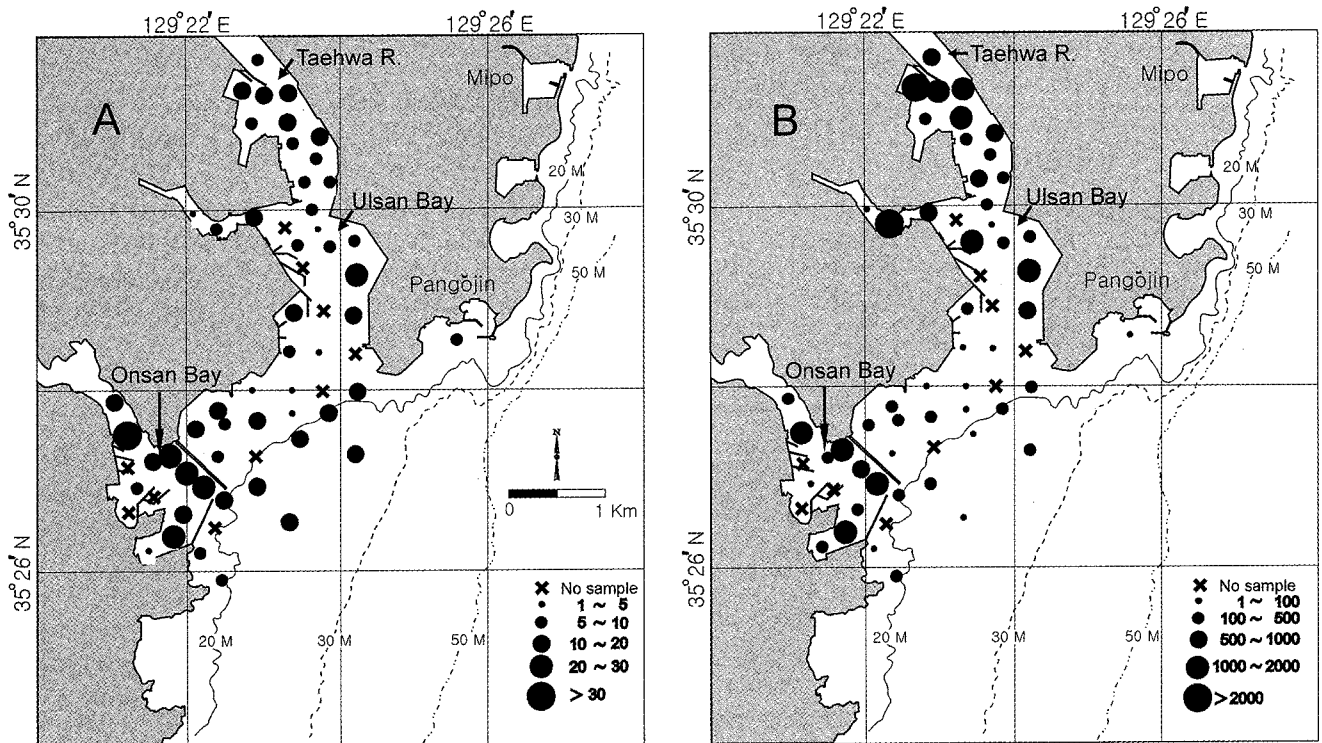 129°22′ E
129°26′ E
Taehwa R.
Mipo
A
20 M
35°30′ N
Ulsan Bay
30 M
50 M
Pangŏjin
Onsan Bay
N
0 1 Km
35°26′ N
No sample
1 ~ 5
5 ~ 10
10 ~ 20
20 ~ 30
> 30
20 M
30 M
50 M
129°22′ E
129°26′ E
Taehwa R.
Mipo
B
20 M
35°30′ N
Ulsan Bay
30 M
50 M
Pangŏjin
Onsan Bay
35°26′ N
No sample
1 ~ 100
100 ~ 500
500 ~ 1000
1000 ~ 2000
>2000
20 M
30 M
50 M